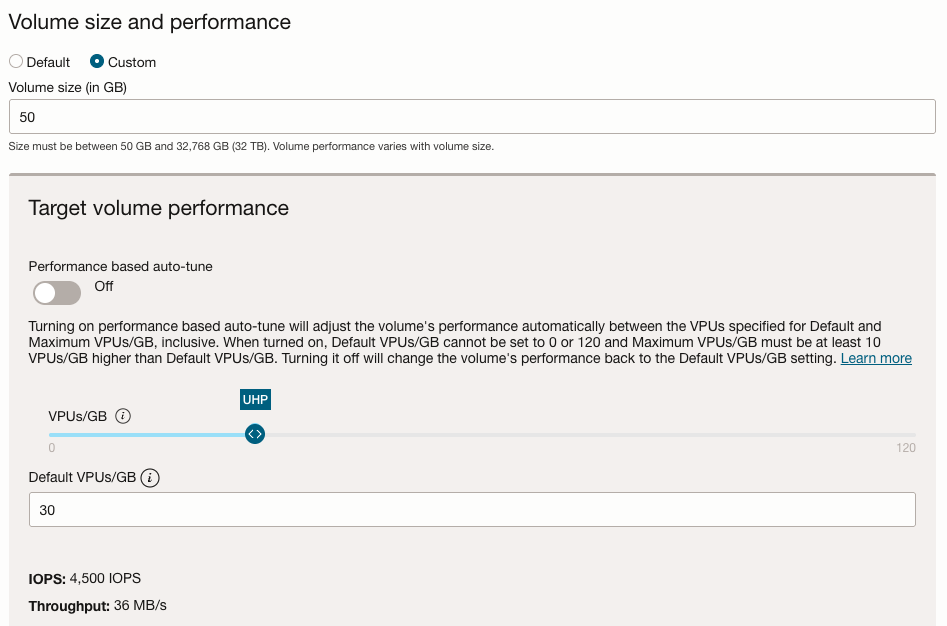 Volume size and performance
Default Custom
Volume size (in GB)
50
Size must be between 50 GB and 32,768 GB (32 TB). Volume performance varies with volume size.
Target volume performance
Performance based auto-tune
Off
Turning on performance based auto-tune will adjust the volume's performance automatically between the VPUs specified for Default and
Maximum VPUs/GB, inclusive. When turned on, Default VPUs/GB cannot be set to 0 or 120 and Maximum VPUs/GB must be at least 10
VPUs/GB higher than Default VPUs/GB. Turning it off will change the volume's performance back to the Default VPUs/GB setting. Learn more
UHP
VPUs/GB i
0 120
Default VPUs/GB i
30
IOPS: 4,500 IOPS
Throughput: 36 MB/s